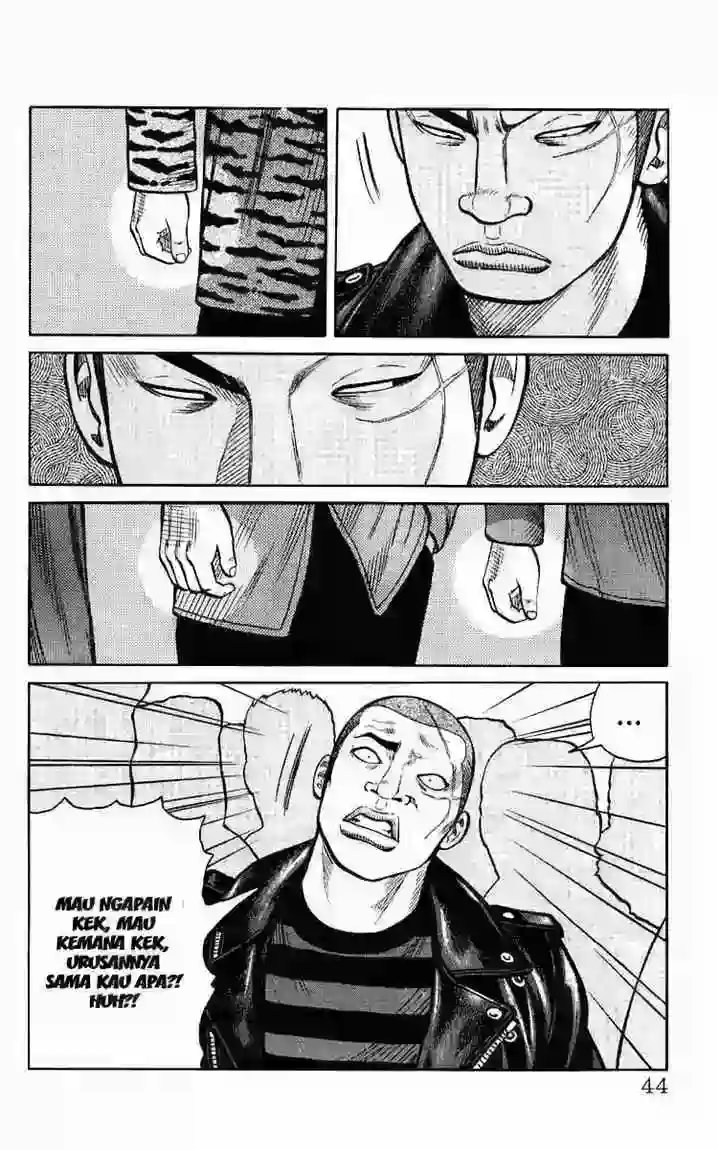 ...
MAU NGAPAIN
KEK, MAU
KEMANA KEK,
URUSANNYA
SAMA KAU APA?!
HUH?!
44